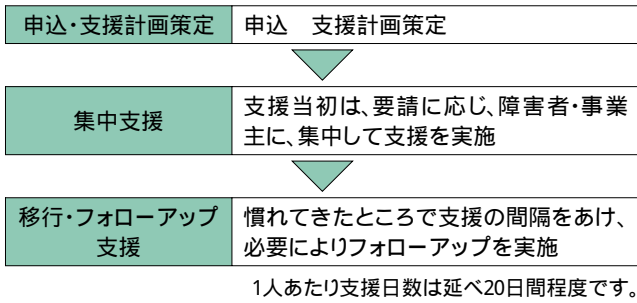 申込・支援計画策定
申込　支援計画策定
集中支援
支援当初は、要請に応じ、障害者・事業
主に、集中して支援を実施
移行・フォローアップ
支援
慣れてきたところで支援の間隔をあけ、
必要によりフォローアップを実施
1人あたり支援日数は延べ20日間程度です。